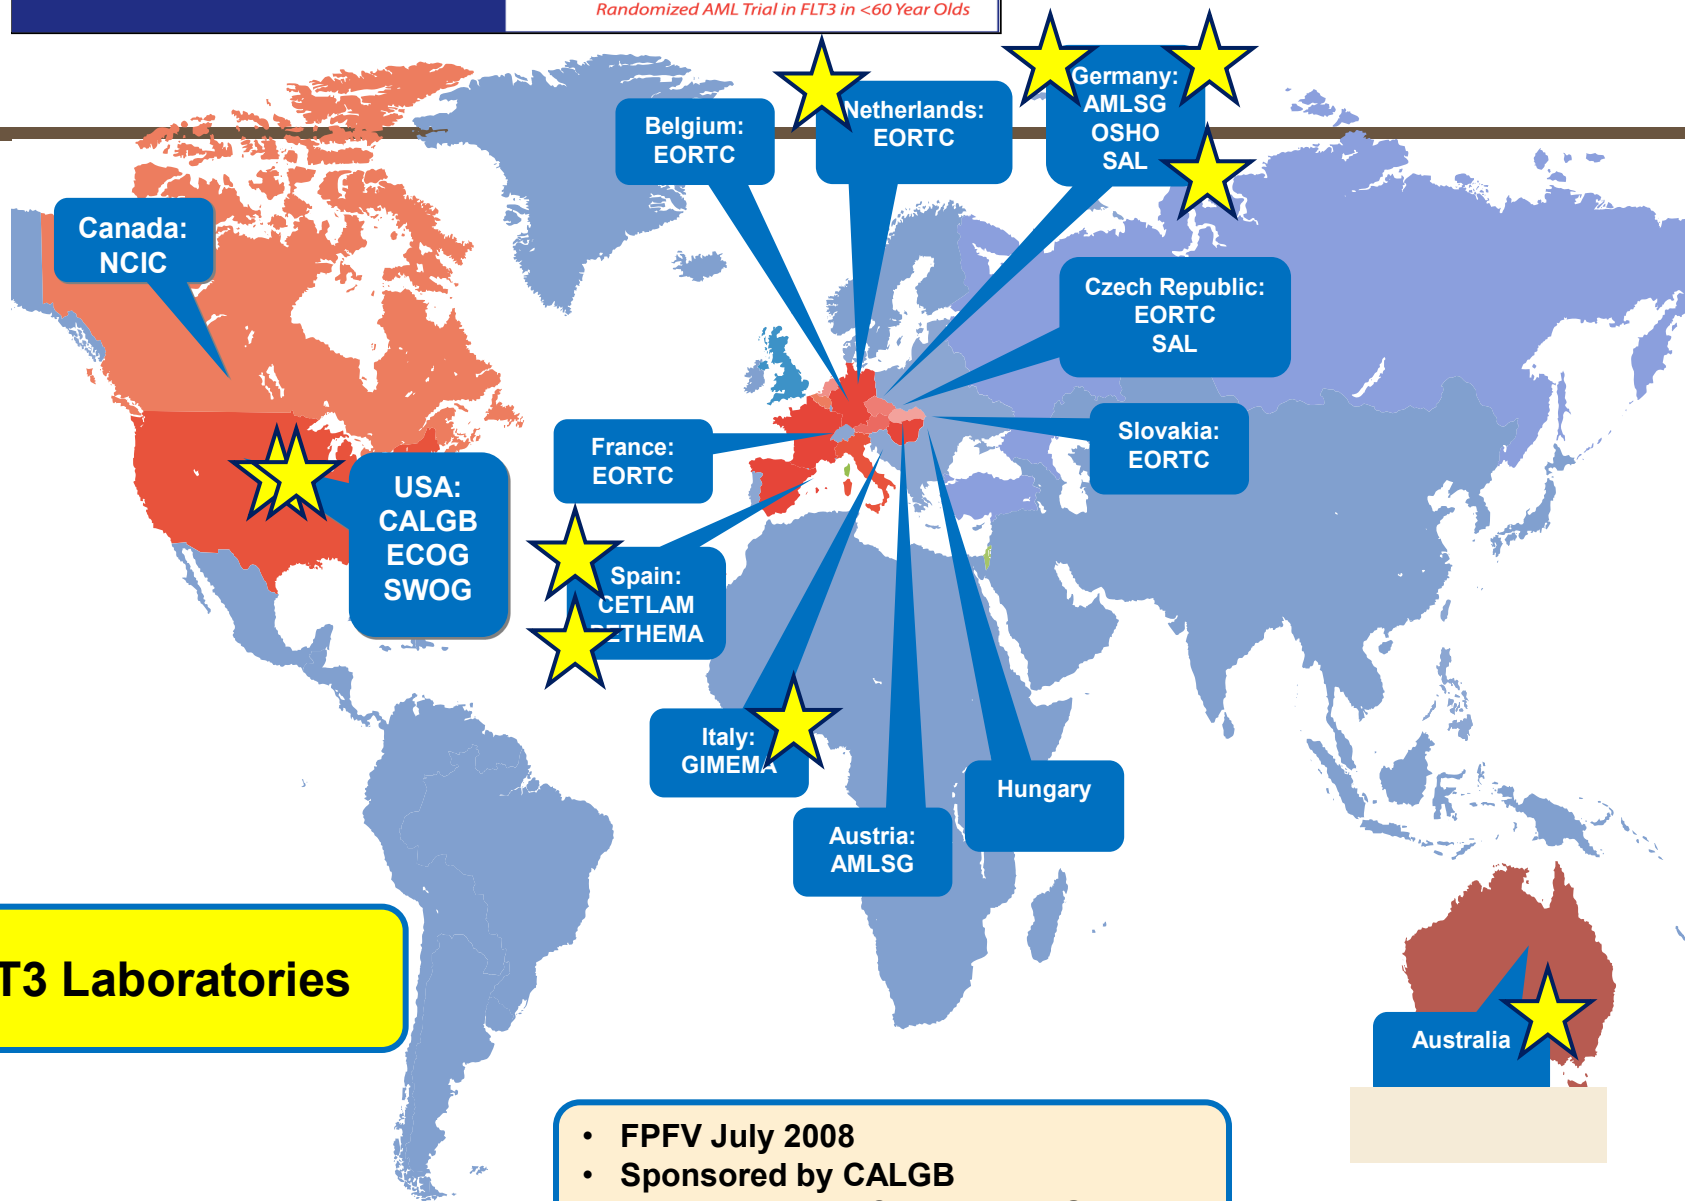 Randomized AML Trial in FLT3 in <60 Year Olds
Germany:
AMLSG
OSHO
SAL
Netherlands:
EORTC
Belgium:
EORTC
Canada:
NCIC
Czech Republic:
EORTC
SAL
Slovakia:
EORTC
France:
EORTC
USA:
CALGB
ECOG
SWOG
Spain:
CETLAM
PETHEMA
Italy:
GIMEMA
Hungary
Austria:
AMLSG
T3 Laboratories
Australia
• FPFV July 2008
• Sponsored by CALGB